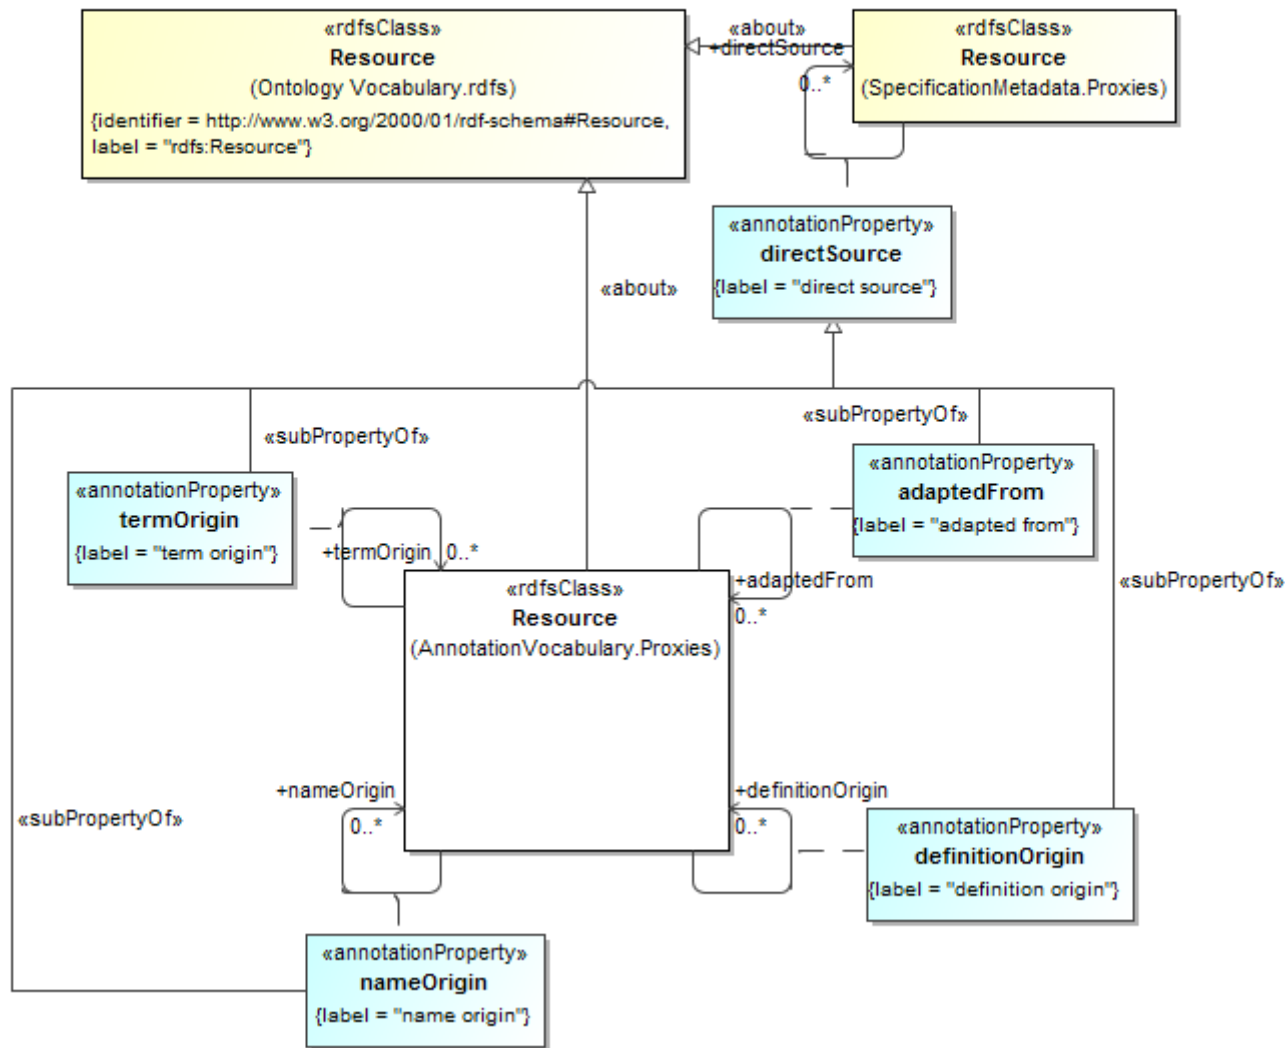 «rdfsClass»
Resource
(Ontology Vocabulary.rdfs)
{identifier = http://www.w3.org/2000/01/rdf-schema#Resource,
label = "rdfs:Resource"}
«about»
+directSource
0..*
«rdfsClass»
Resource
(SpecificationMetadata.Proxies)
«annotationProperty»
directSource
{label = "direct source"}
«about»
«subPropertyOf»
«subPropertyOf»
«annotationProperty»
termOrigin
{label = "term origin"}
+termOrigin
0..*
«annotationProperty»
adaptedFrom
{label = "adapted from"}
+adaptedFrom
0..*
«subPropertyOf»
«rdfsClass»
Resource
(AnnotationVocabulary.Proxies)
+nameOrigin
0..*
«subPropertyOf»
+definitionOrigin
0..*
«annotationProperty»
definitionOrigin
{label = "definition origin"}
«annotationProperty»
nameOrigin
{label = "name origin"}